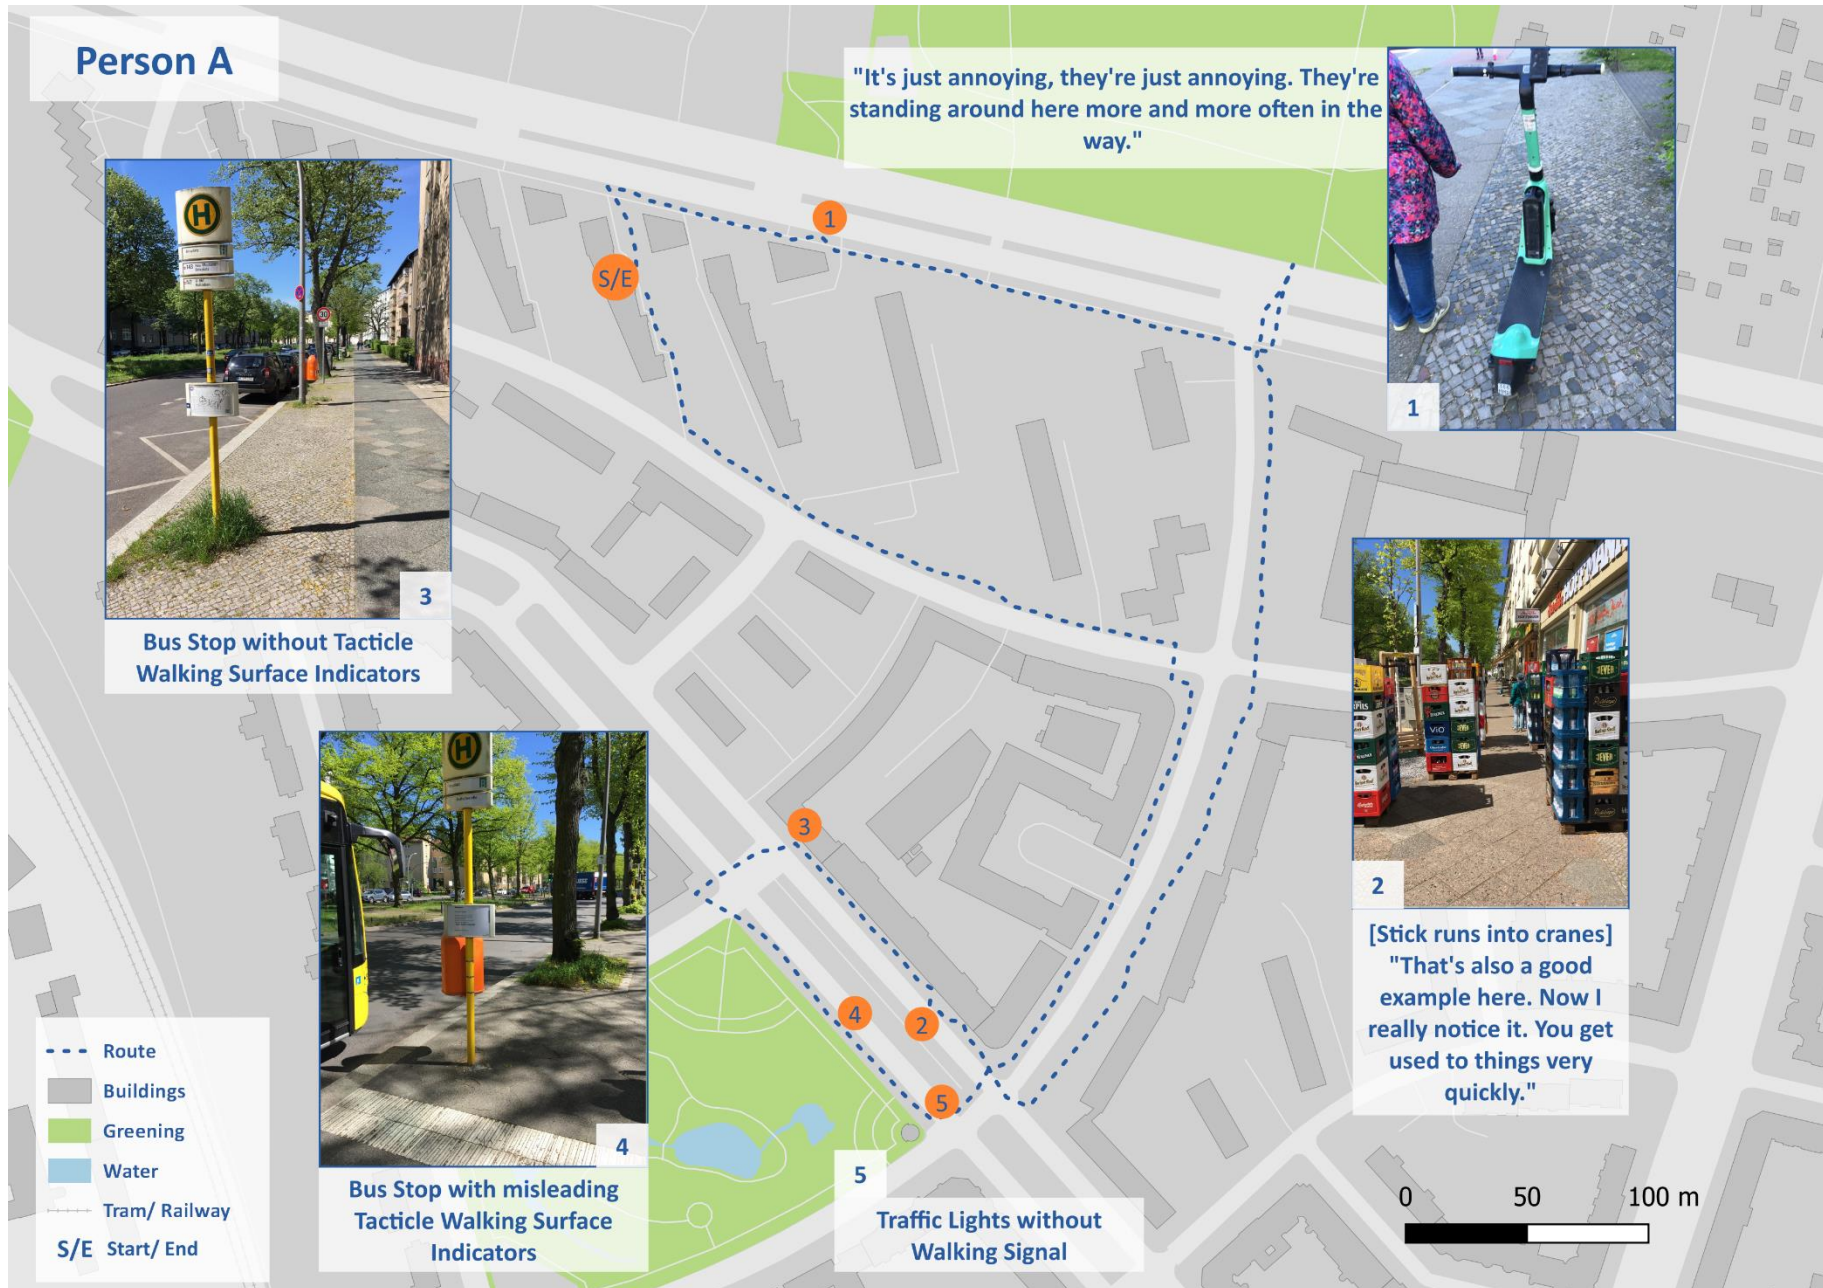 Person A
"It's just annoying, they're just annoying. They're
standing around here more and more often in the
way."
1
1
S/E
H
3
Bus Stop without Tacticle
Walking Surface Indicators
H
4
Bus Stop with misleading
Tacticle Walking Surface
Indicators
3
4
2
5
2
[Stick runs into cranes]
"That's also a good
example here. Now I
really notice it. You get
used to things very
quickly."
5
Traffic Lights without
Walking Signal
Route
Buildings
Greening
Water
Tram/ Railway
S/E Start/ End
0 50 100 m